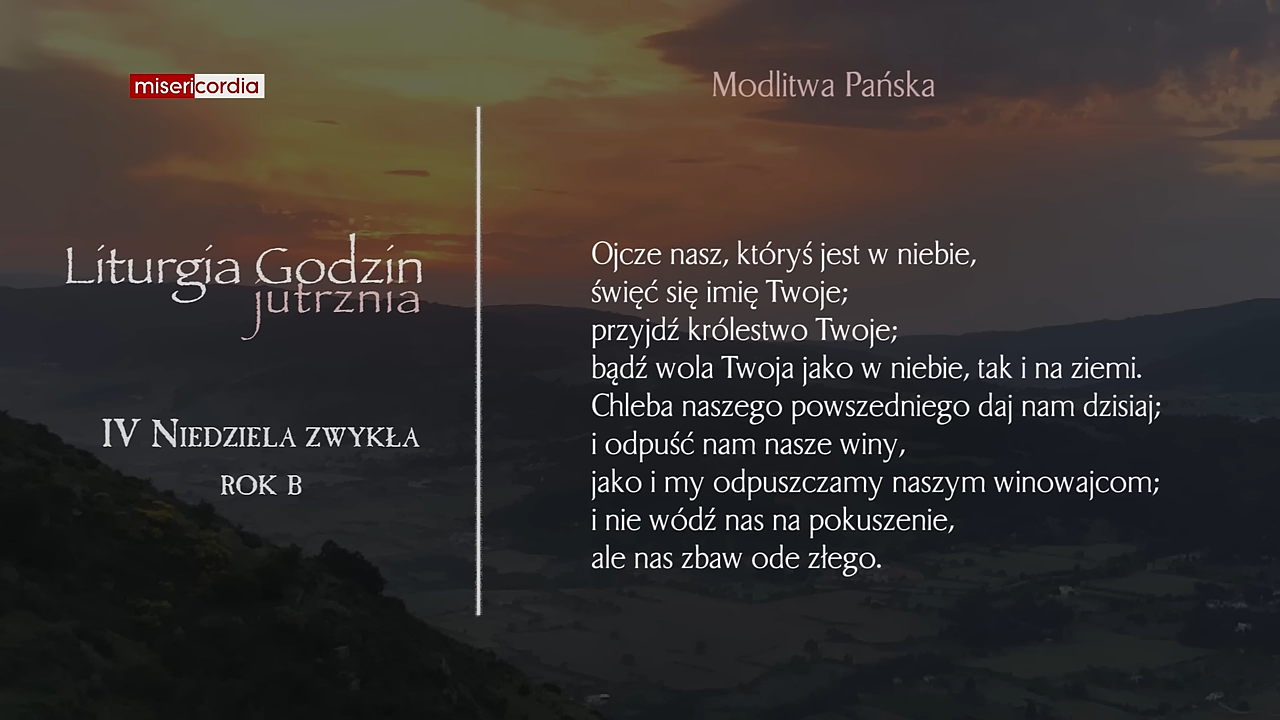 misericordia
Liturgia Godzin
jutrznia
IV Niedziela zwykła
rok B
Modlitwa Pańska
Ojcze nasz, któryś jest w niebie,
święć się imię Twoje;
przyjdź królestwo Twoje;
bądź wola Twoja jako w niebie, tak i na ziemi.
Chleba naszego powszedniego daj nam dzisiaj;
i odpuść nam nasze winy,
jako i my odpuszczamy naszym winowajcom;
i nie wódź nas na pokuszenie,
ale nas zbaw ode złego.